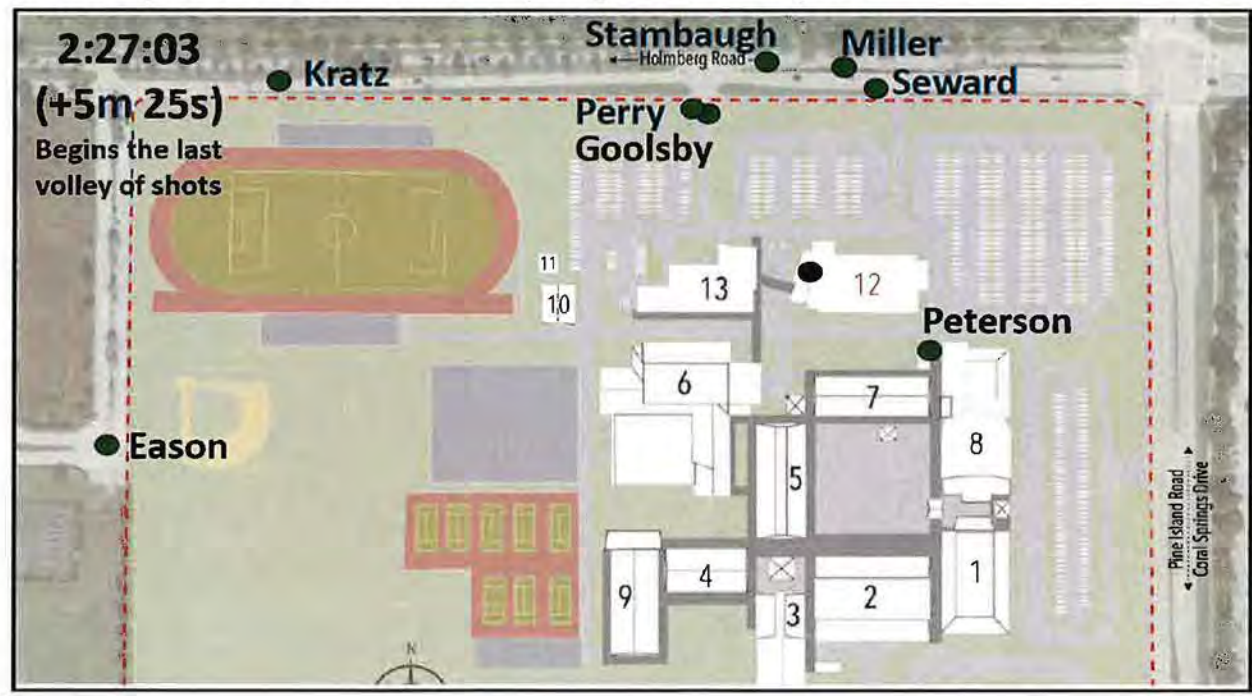 2:27:03
(+5m 25s)
Begins the last
volley of shots
Kratz
Stambaugh
Holmberg Road
Miller
Seward
Perry
Goolsby
11
10
13
12
Peterson
6
7
8
Eason
5
4
9
3
2
1
Pine Island Road
Coral Springs Drive
N